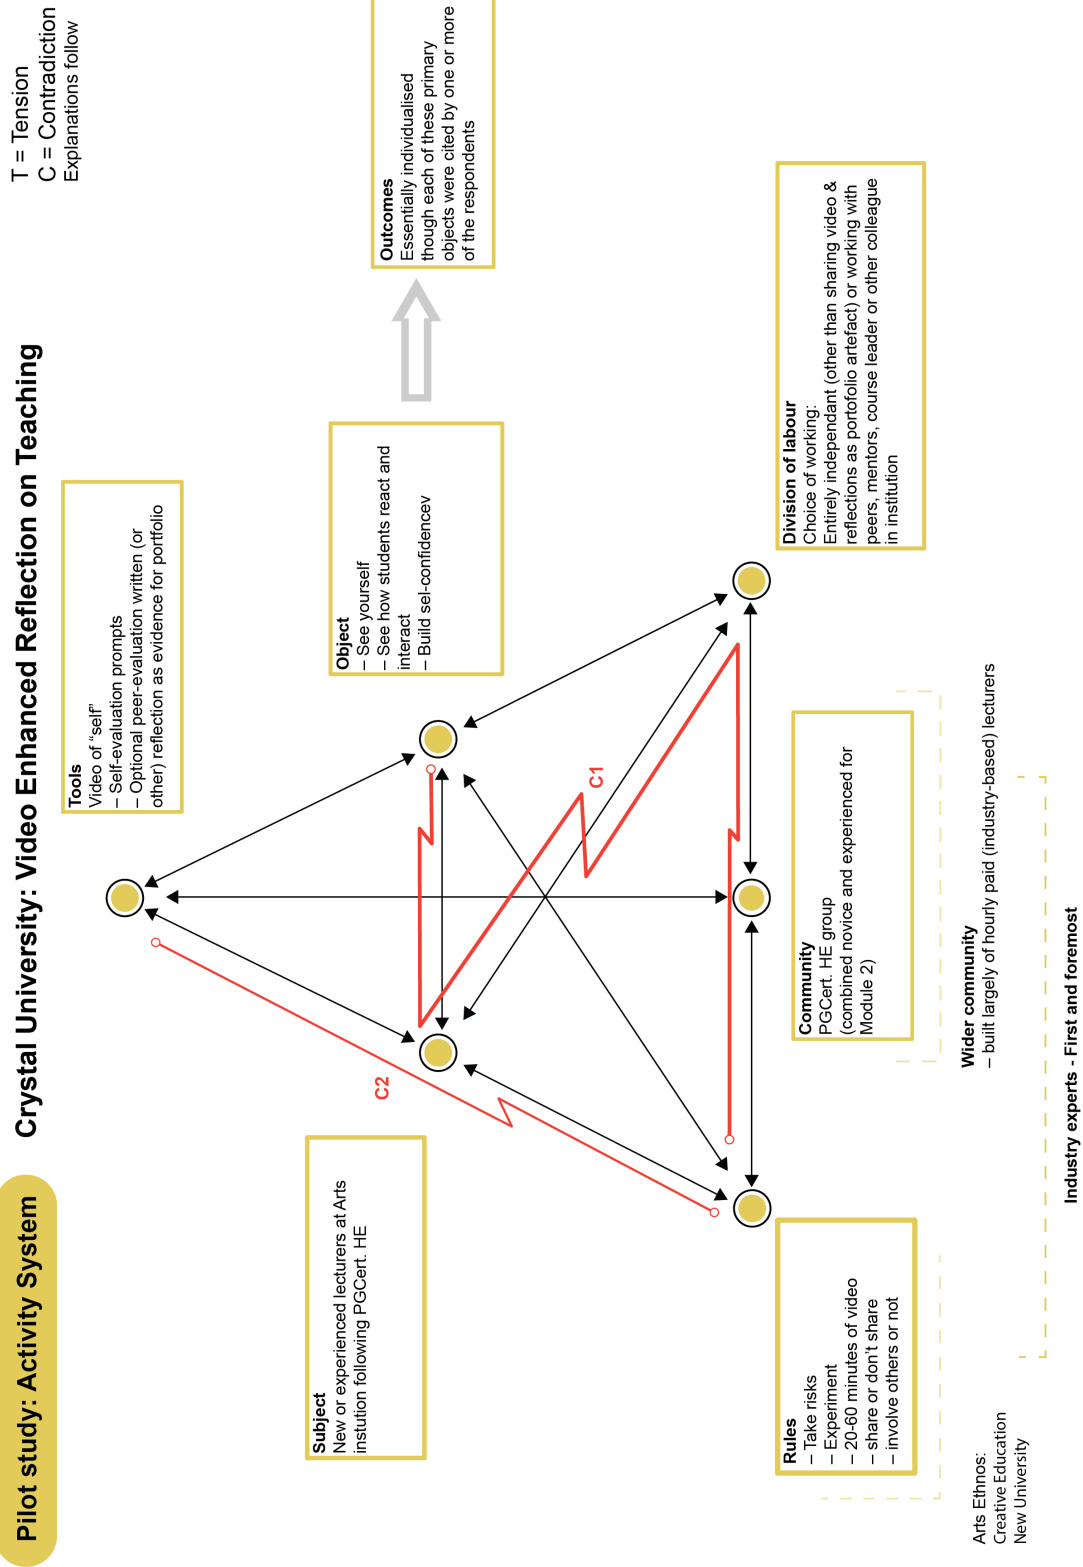 Pilot study: Activity System
Crystal University: Video Enhanced Reflection on Teaching
T = Tension
C = Contradiction
Explanations follow
Tools
Video of “self”
– Self-evaluation prompts
– Optional peer-evaluation written (or
other) reflection as evidence for portfolio
Subject
New or experienced lecturers at Arts
instution following PGCert. HE
Object
– See yourself
– See how students react and
interact
– Build sel-confidencev
Outcomes
Essentially individualised
though each of these primary
objects were cited by one or more
of the respondents
C2
C1
Rules
– Take risks
– Experiment
– 20-60 minutes of video
– share or don’t share
– involve others or not
Community
PGCert. HE group
(combined novice and experienced for
Module 2)
Division of labour
Choice of working:
Entirely independant (other than sharing video &
reflections as portofolio artefact) or working with
peers, mentors, course leader or other colleague
in institution
Arts Ethnos:
Creative Education
New University
Wider community
– built largely of hourly paid (industry-based) lecturers
Industry experts - First and foremost